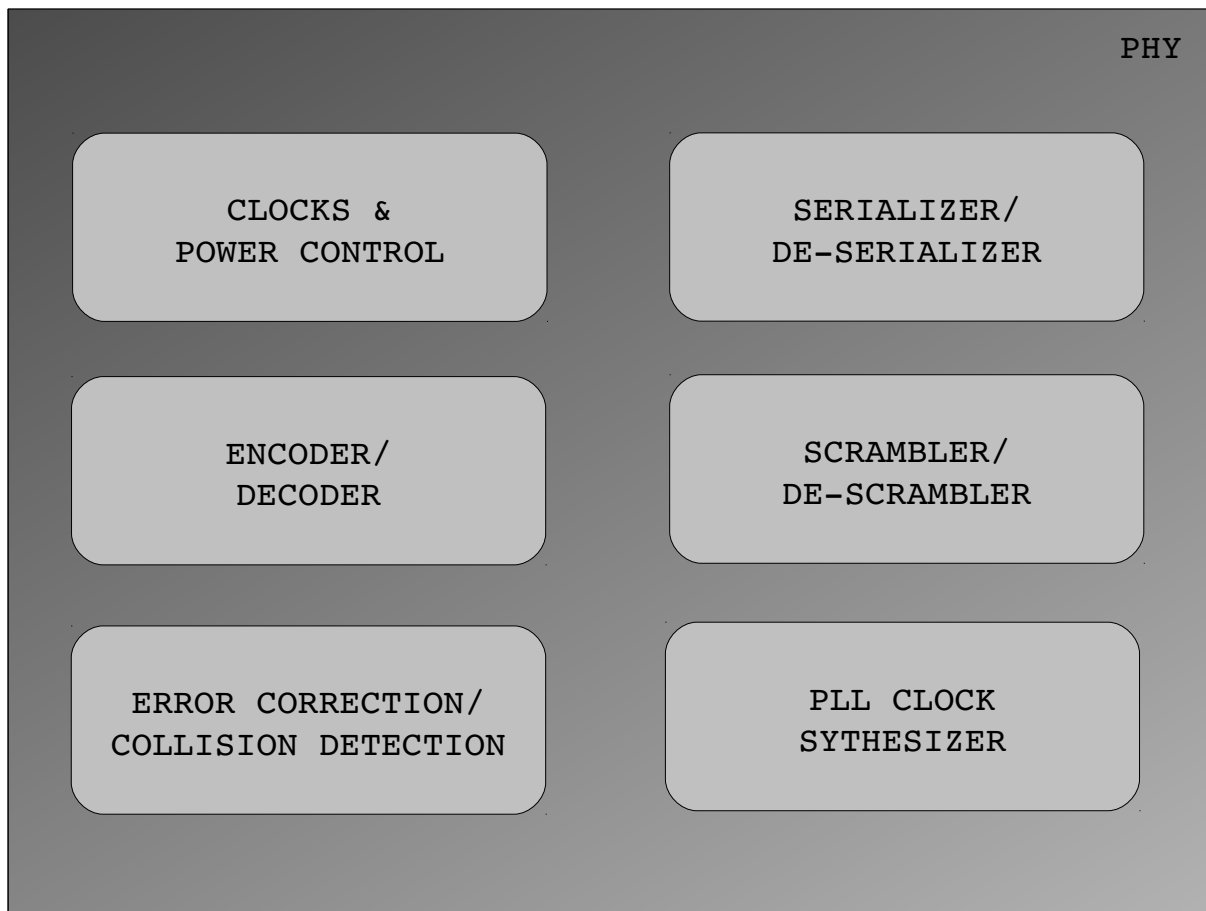 PHY
CLOCKS &
POWER CONTROL
SERIALIZER/
DE-SERIALIZER
ENCODER/
DECODER
SCRAMBLER/
DE-SCRAMBLER
ERROR CORRECTION/
COLLISION DETECTION
PLL CLOCK
SYTHESIZER